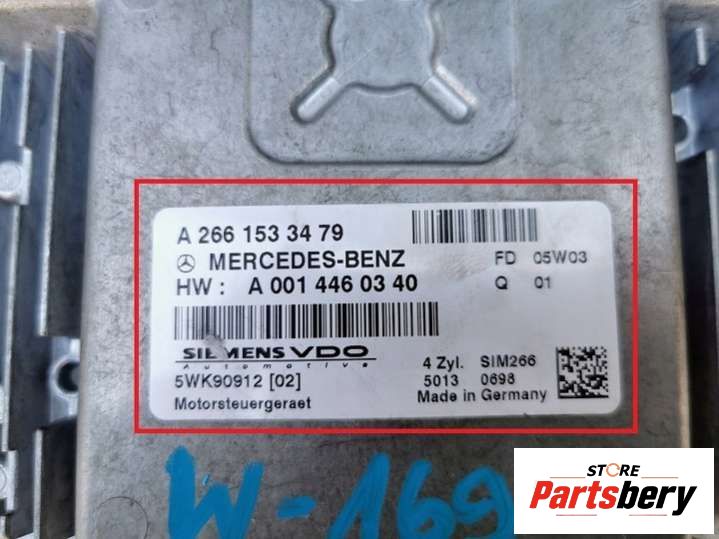 A 266 153 34 79
MERCEDES-BENZ FD 05W03
HW : A 001 446 03 40 Q 01
SIEMENS VDO
Automotive 4 Zyl. SIM266
5WK90912 [02] 5013 0698
Motorsteuergeraet Made in Germany
W-169
STORE
Partsbery